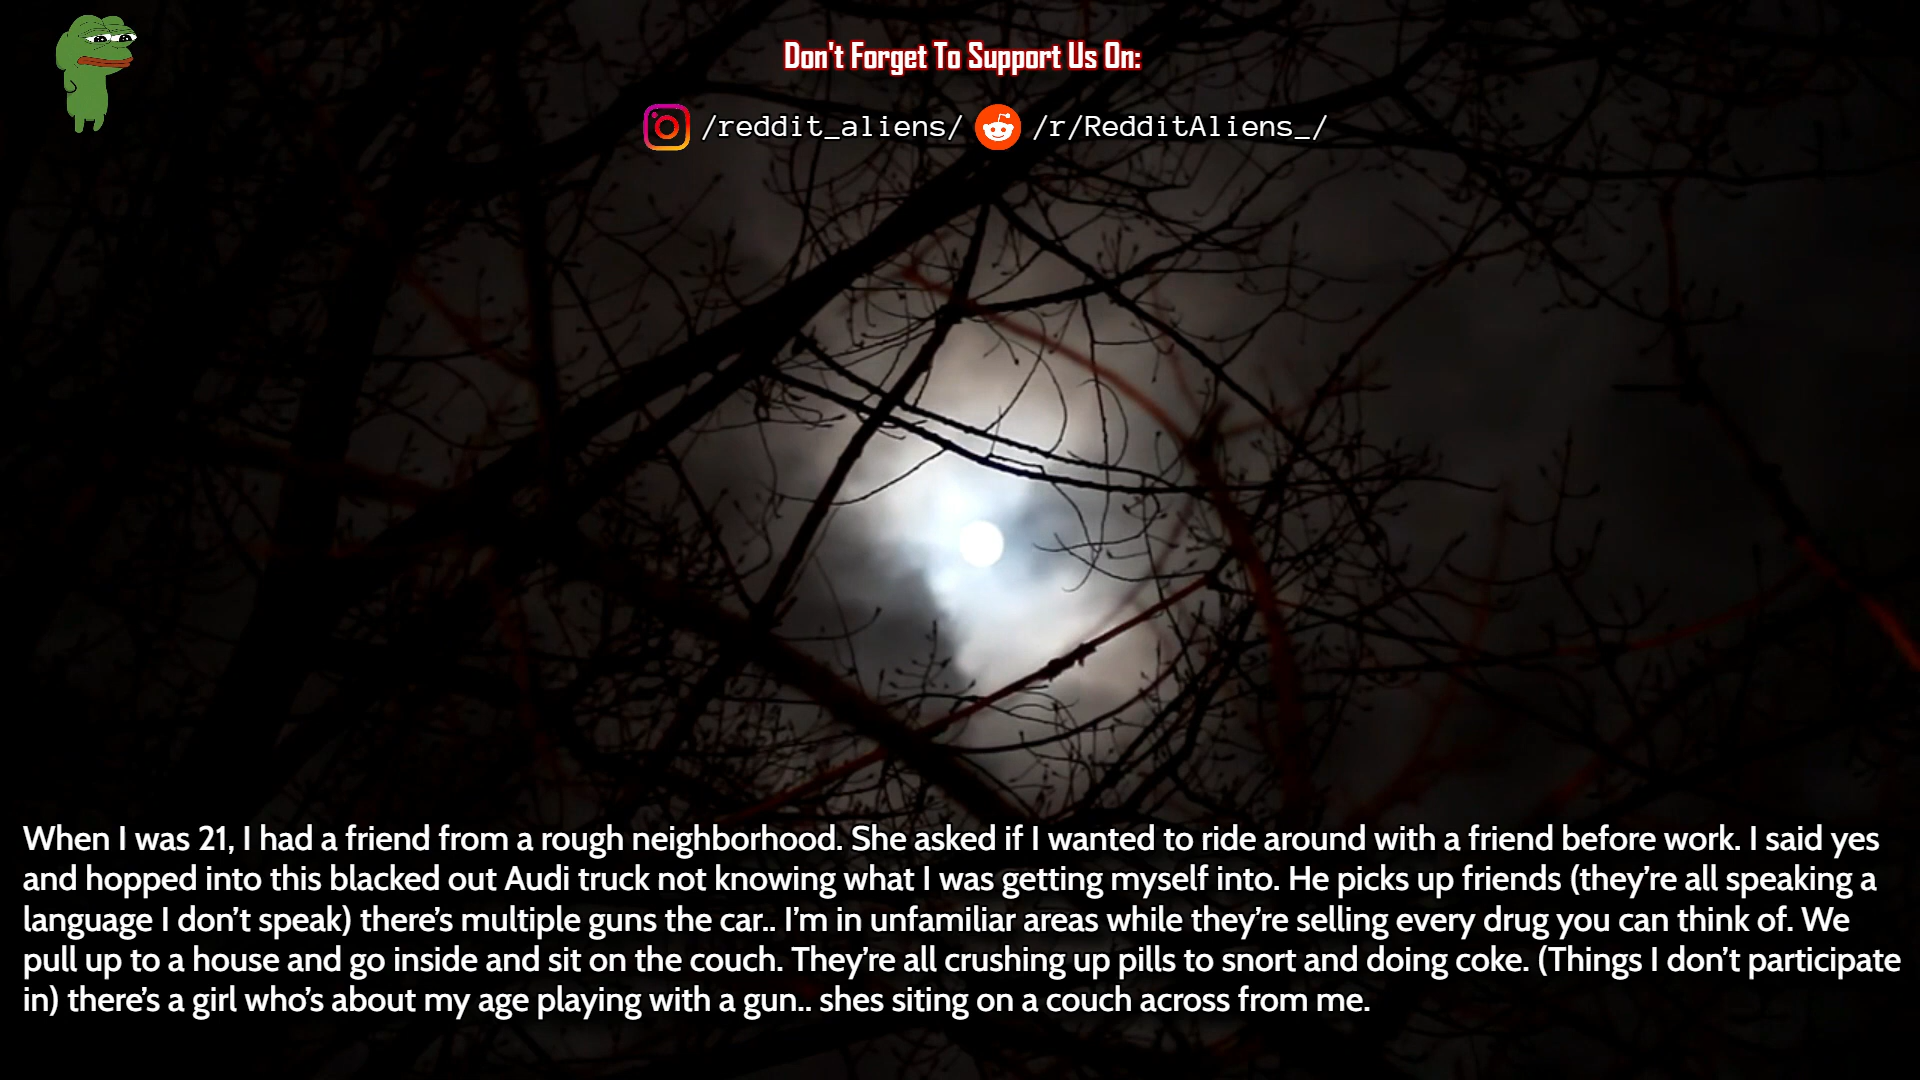 Don't Forget To Support Us On:
/reddit_aliens/ /r/RedditAliens_/
When I was 21, I had a friend from a rough neighborhood. She asked if I wanted to ride around with a friend before work. I said yes
and hopped into this blacked out Audi truck not knowing what I was getting myself into. He picks up friends (they’re all speaking a
language I don’t speak) there’s multiple guns the car.. I’m in unfamiliar areas while they’re selling every drug you can think of. We
pull up to a house and go inside and sit on the couch. They’re all crushing up pills to snort and doing coke. (Things I don’t participate
in) there’s a girl who’s about my age playing with a gun.. shes siting on a couch across from me.